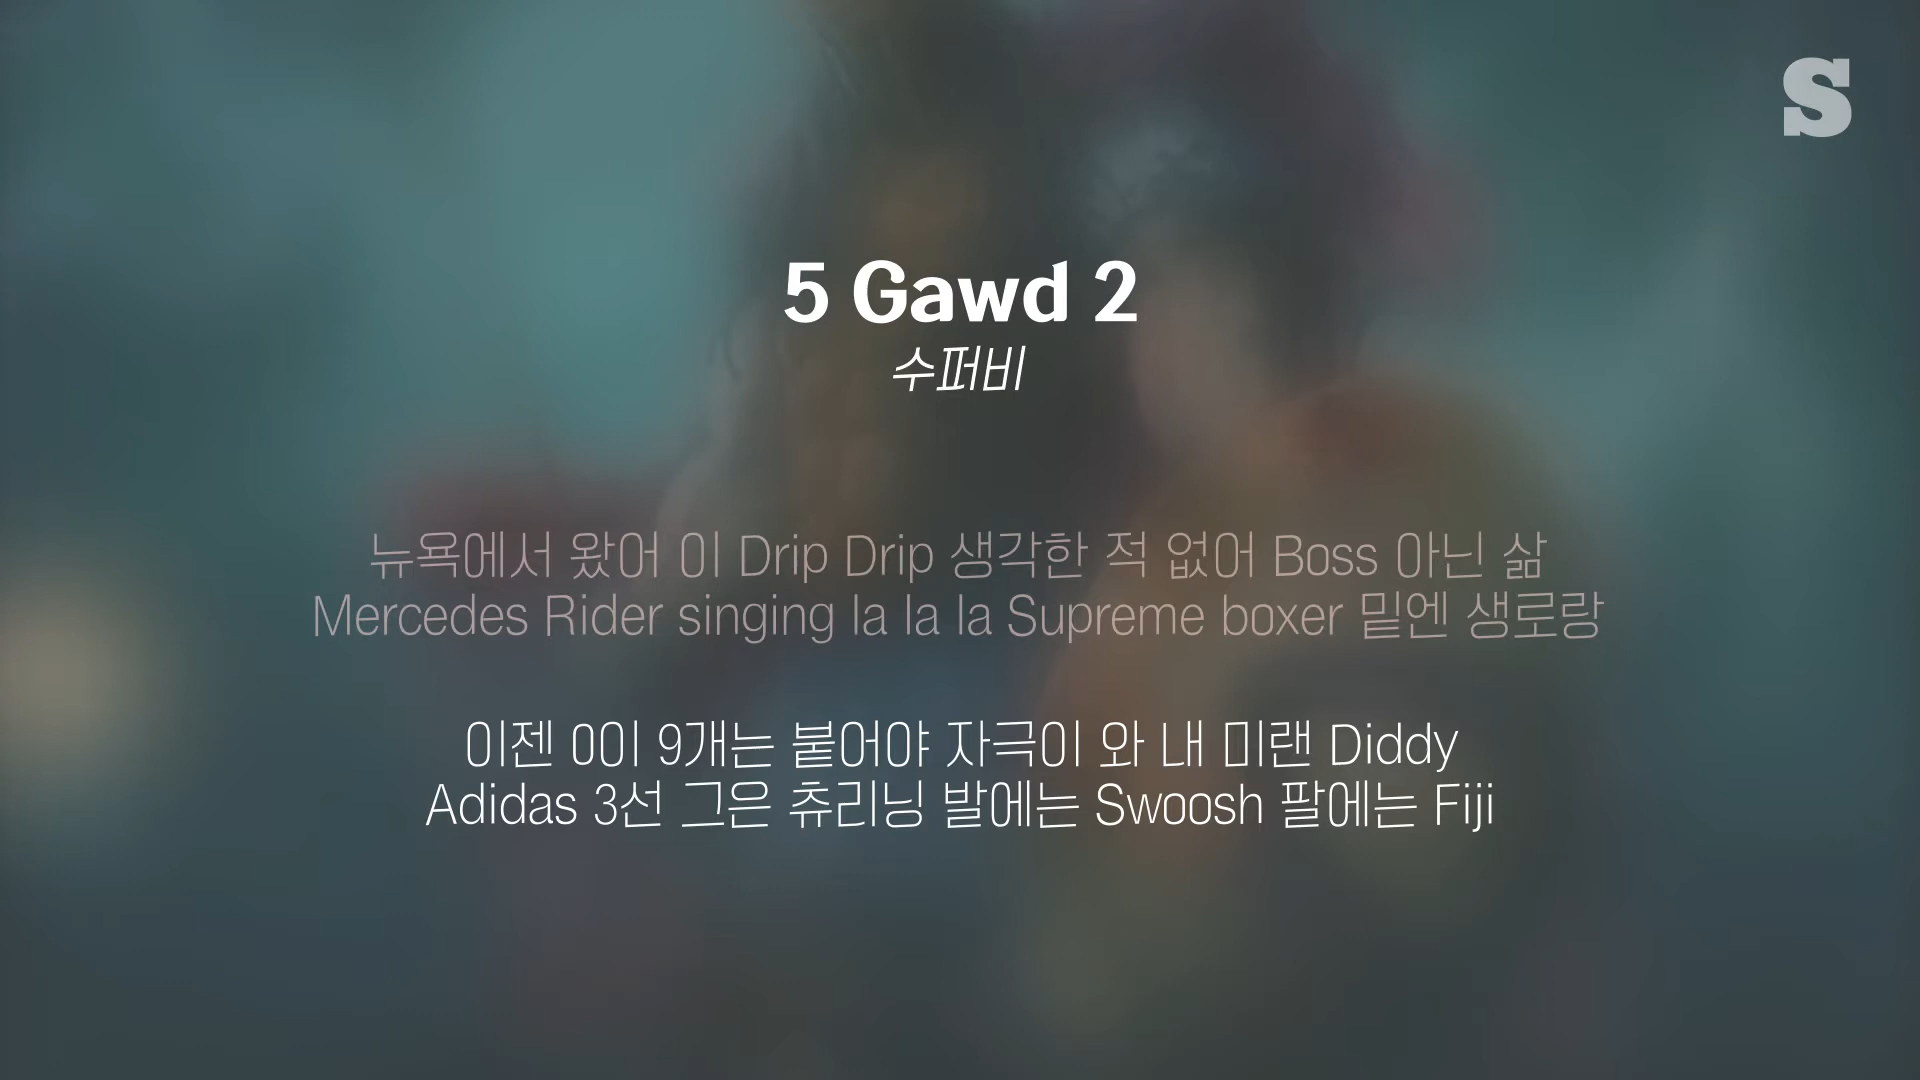 S
5 Gawd 2
수퍼비
뉴욕에서 왔어 이 Drip Drip 생각한 적 없어 Boss 아닌 삶
Mercedes Rider singing la la la Supreme boxer 밑엔 생로랑
이젠 0이 9개는 붙어야 자극이 와 내 미랜 Diddy
Adidas 3선 그은 츄리닝 발에는 Swoosh 팔에는 Fiji